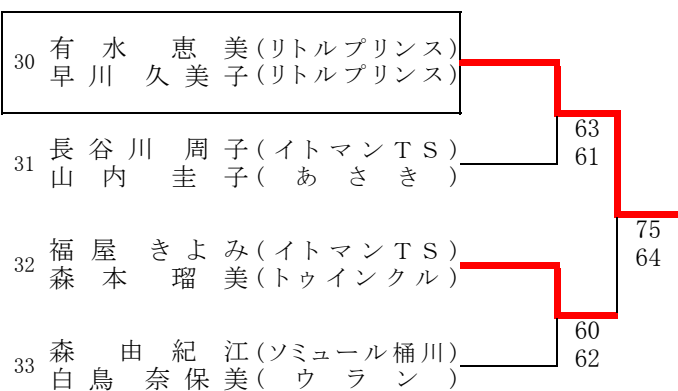 30 有水 恵美(リトルプリンス)
早川 久美子(リトルプリンス)
63
61
31 長谷川 周子(イトマンTS)
山内 圭子(あさき)
75
64
32 福屋 きよみ(イトマンTS)
森本 瑠美(トゥインクル)
60
62
33 森 由紀江(ソミュール桶川)
白鳥 奈保美(ウラン)